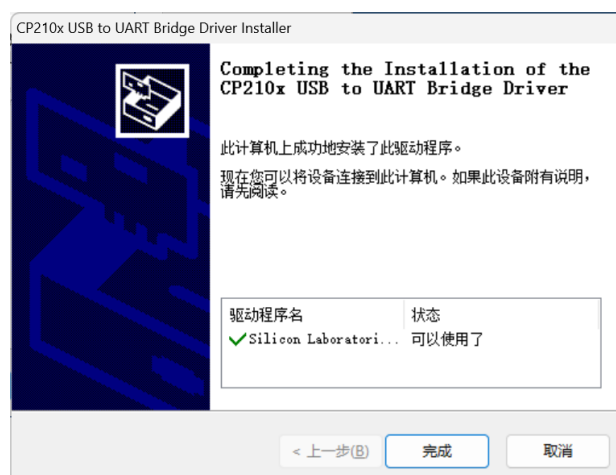 CP210x USB to UART Bridge Driver Installer
Completing the Installation of the
CP210x USB to UART Bridge Driver
此计算机上成功地安装了此驱动程序。
现在您可以将设备连接到此计算机。如果此设备附有说明，
请先阅读。
驱动程序名 状态
Silicon Laboratori... 可以使用了
< 上一步(B) 完成 取消